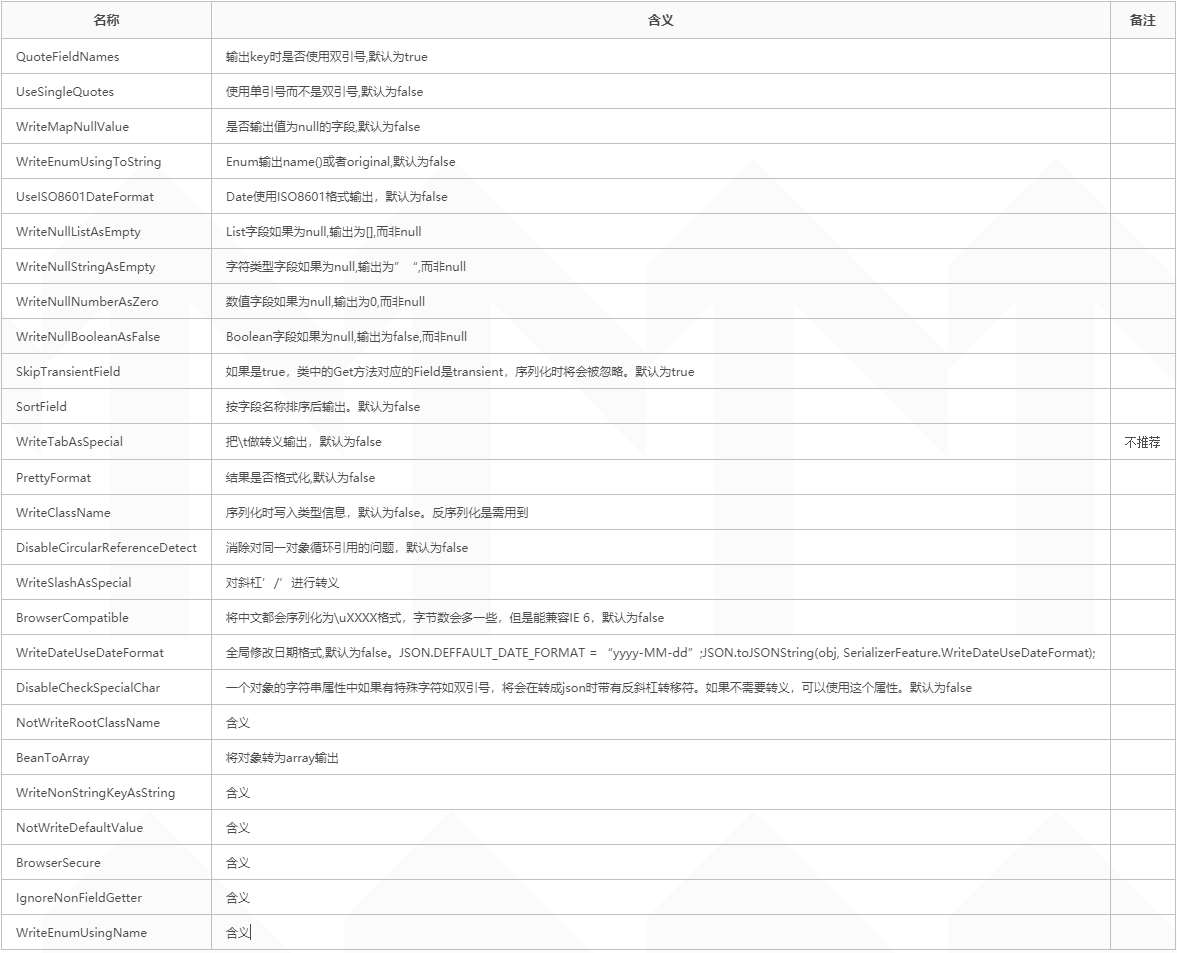 名称 含义 备注
QuoteFieldNames 输出key时是否使用双引号,默认为true
UseSingleQuotes 使用单引号而不是双引号,默认为false
WriteMapNullValue 是否输出值为null的字段,默认为false
WriteEnumUsingToString Enum输出name()或者original,默认为false
UseISO8601DateFormat Date使用ISO8601格式输出，默认为false
WriteNullListAsEmpty List字段如果为null,输出为[],而非null
WriteNullStringAsEmpty 字符类型字段如果为null,输出为” “,而非null
WriteNullNumberAsZero 数值字段如果为null,输出为0,而非null
WriteNullBooleanAsFalse Boolean字段如果为null,输出为false,而非null
SkipTransientField 如果是true，类中的Get方法对应的Field是transient，序列化时将会被忽略。默认为true
SortField 按字段名称排序后输出。默认为false
WriteTabAsSpecial 把\t做转义输出，默认为false 不推荐
PrettyFormat 结果是否格式化,默认为false
WriteClassName 序列化时写入类型信息，默认为false。反序列化是需用到
DisableCircularReferenceDetect 消除对同一对象循环引用的问题，默认为false
WriteSlashAsSpecial 对斜杠’/’进行转义
BrowserCompatible 将中文都会序列化为\uXXXX格式，字节数会多一些，但是能兼容IE 6，默认为false
WriteDateUseDateFormat 全局修改日期格式,默认为false。JSON.DEFFAULT_DATE_FORMAT = “yyyy-MM-dd”;JSON.toJSONString(obj, SerializerFeature.WriteDateUseDateFormat);
DisableCheckSpecialChar 一个对象的字符串属性中如果有特殊字符如双引号，将会在转成json时带有反斜杠转移符。如果不需要转义，可以使用这个属性。默认为false
NotWriteRootClassName 含义
BeanToArray 将对象转为array输出
WriteNonStringKeyAsString 含义
NotWriteDefaultValue 含义
BrowserSecure 含义
IgnoreNonFieldGetter 含义
WriteEnumUsingName 含义